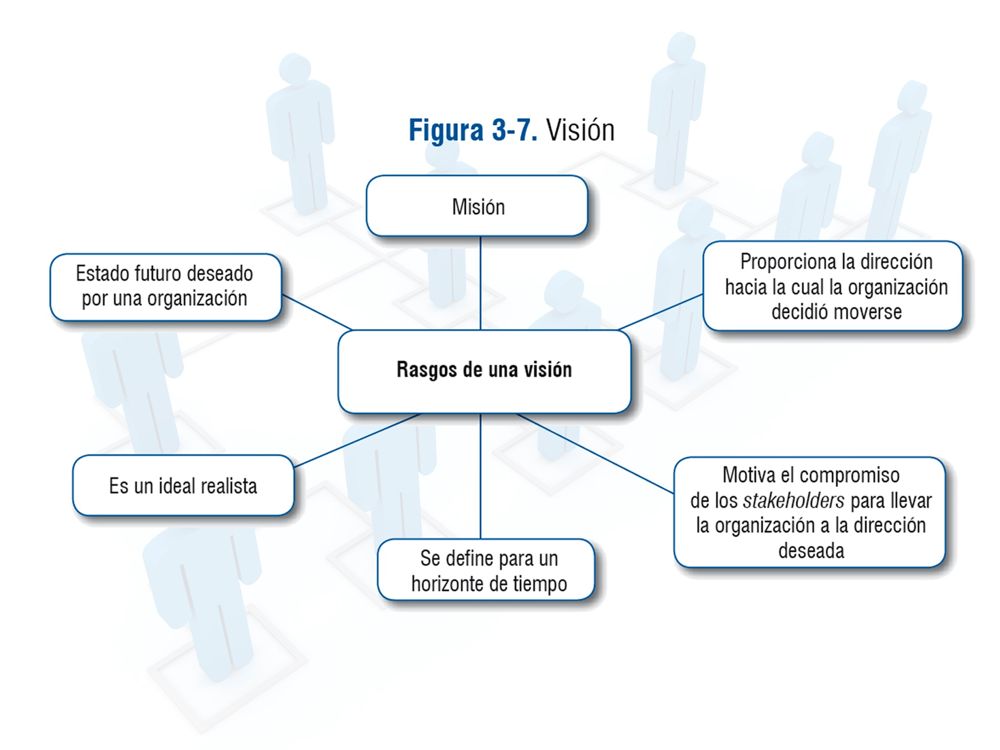 Figura 3-7. Visión
Misión
Estado futuro deseado
por una organización
Proporciona la dirección
hacia la cual la organización
decidió moverse
Rasgos de una visión
Es un ideal realista
Se define para un
horizonte de tiempo
Motiva el compromiso
de los stakeholders para llevar
la organización a la dirección
deseada